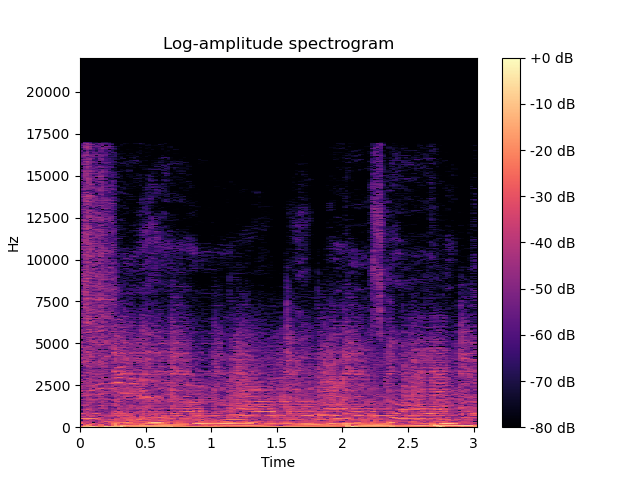 Log-amplitude spectrogram
Hz
20000
17500
15000
12500
10000
7500
5000
2500
0
0 0.5 1 1.5 2 2.5 3
Time
+0 dB
-10 dB
-20 dB
-30 dB
-40 dB
-50 dB
-60 dB
-70 dB
-80 dB